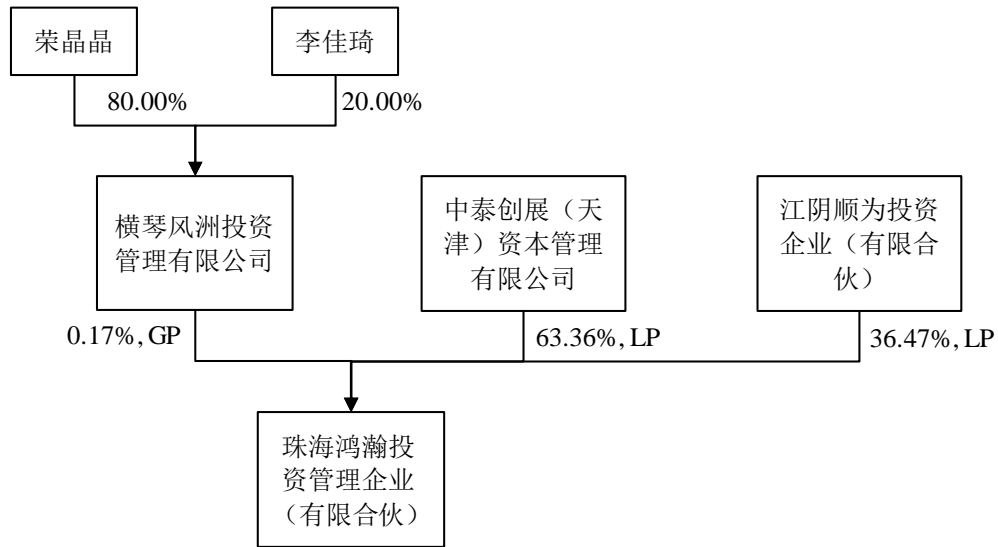 荣晶晶
李佳琦
80.00%
20.00%
横琴风洲投资
管理有限公司
中泰创展（天
津）资本管理
有限公司
江阴顺为投资
企业（有限合
伙）
0.17%, GP
63.36%, LP
36.47%, LP
珠海鸿瀚投
资管理企业
（有限合伙）